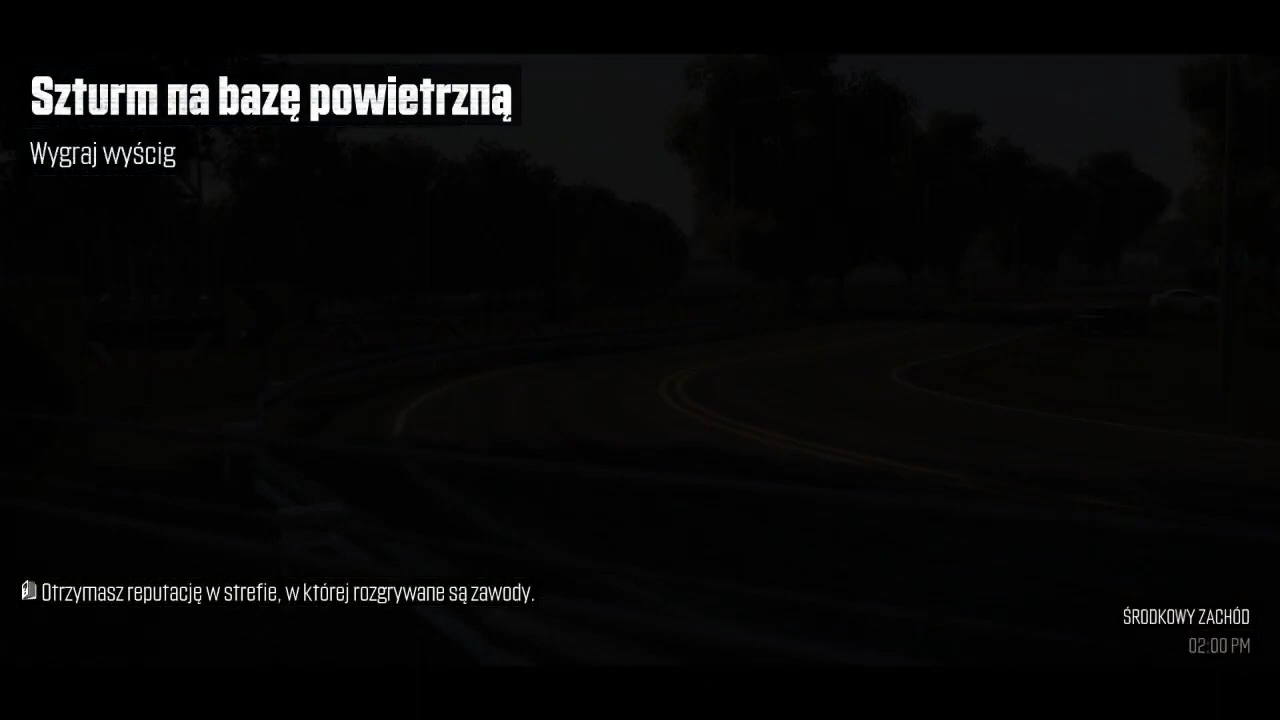 Szturm na bazę powietrzną
Wygraj wyścig
Otrzymasz reputację w strefie, w której rozgrywane są zawody.
ŚRODKOWY ZACHÓD
02:00 PM